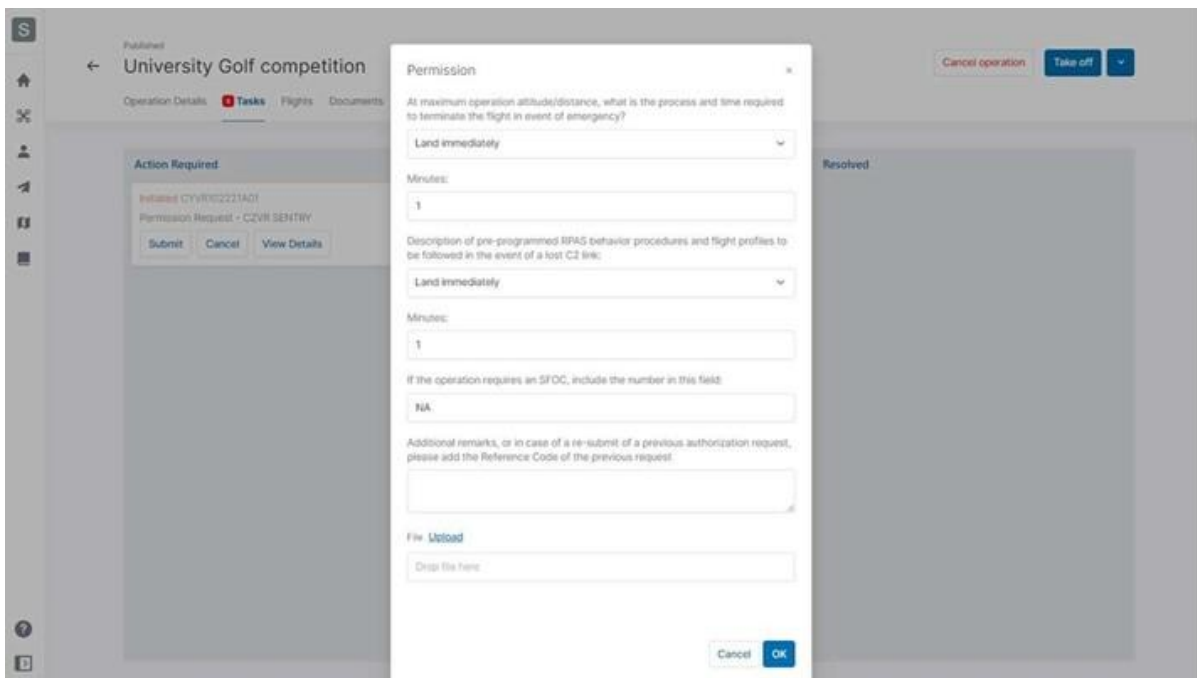 S
Published
University Golf competition
Cancel operation
Take off
Operation Details
Tasks
Flights
Documents
Action Required
Resolved
Initiated CYVR102221A01
Permission Request - CZVR SENTRY
Submit
Cancel
View Details
Permission
×
At maximum operation altitude/distance, what is the process and time required
to terminate the flight in event of emergency?
Land immediately
Minutes:
1
Description of pre-programmed RPAS behavior procedures and flight profiles to
be followed in the event of a lost C2 link:
Land immediately
Minutes:
1
If the operation requires an SFOC, include the number in this field:
NA
Additional remarks, or in case of a re-submit of a previous authorization request,
please add the Reference Code of the previous request
File Upload
Drop file here
Cancel
OK